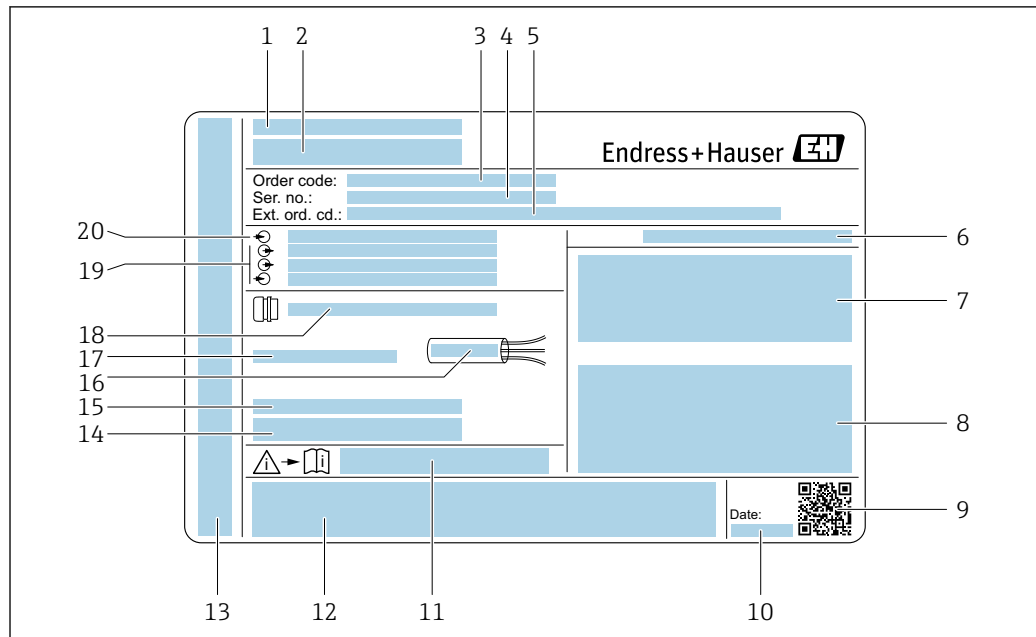 1 2 3 4 5
Endress+Hauser EH
Order code:
Ser. no.:
Ext. ord. cd.:
20
6
19
7
i i
18
17
16
15
14
8
Date:
9
13 12 11 10